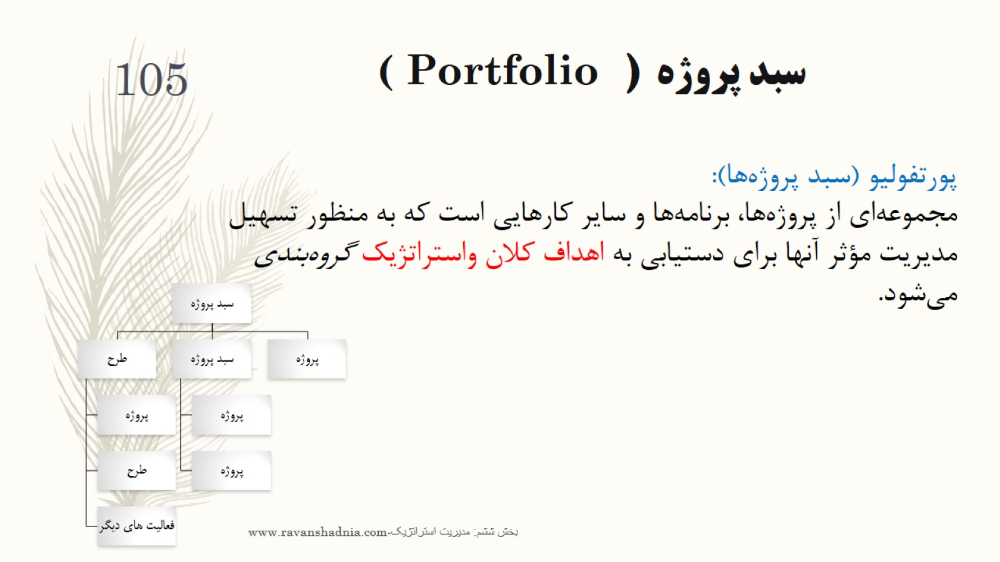 سبد پروژه ( Portfolio )
105
پورتفولیو (سبد پروژه‌ها):
مجموعه‌ای از پروژه‌ها، برنامه‌ها و سایر کارهایی است که به منظور تسهیل
مدیریت مؤثر آنها برای دستیابی به اهداف کلان واستراتژیک گروه‌بندی
می‌شود.
سبد پروژه
پروژه
سبد پروژه
طرح
پروژه
پروژه
پروژه
طرح
فعالیت های دیگر
بخش ششم: مدیریت استراتژیک-www.ravanshadnia.com